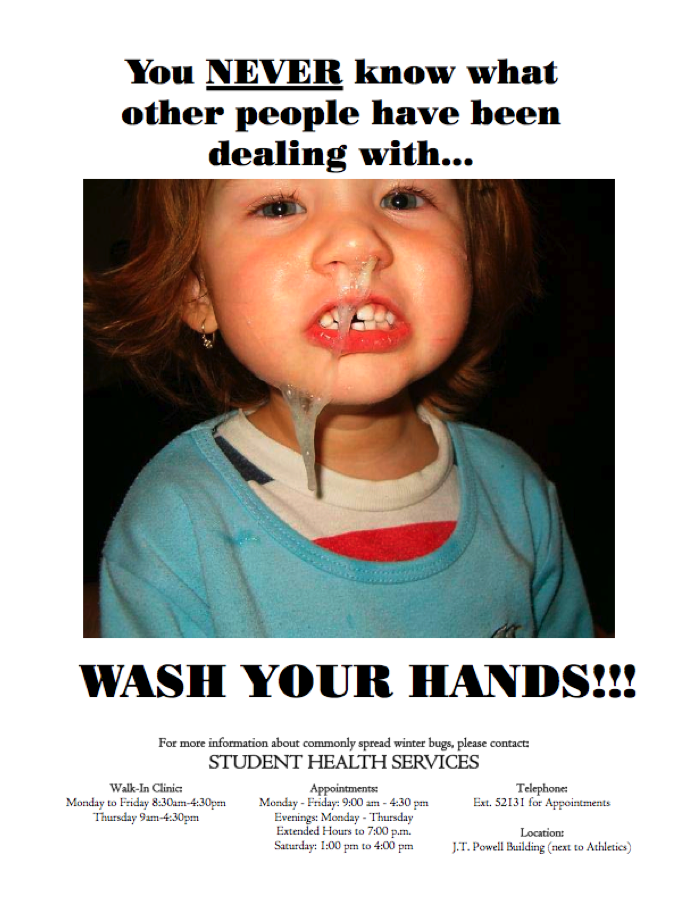 You NEVER know what
other people have been
dealing with...
WASH YOUR HANDS!!!
For more information about commonly spread winter bugs, please contact:
STUDENT HEALTH SERVICES
Walk-In Clinic:
Monday to Friday 8:30am-4:30pm
Thursday 9am-4:30pm
Appointments:
Monday - Friday: 9:00 am - 4:30 pm
Evenings: Monday - Thursday
Extended Hours to 7:00 p.m.
Saturday: 1:00 pm to 4:00 pm
Telephone:
Ext. 52131 for Appointments
Location:
J.T. Powell Building (next to Athletics)